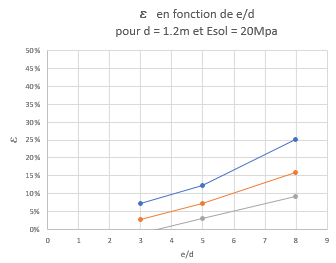 ε en fonction de e/d
pour d = 1.2m et Esol = 20Mpa
50%
45%
40%
35%
30%
25%
20%
15%
10%
5%
0%
ε
0 1 2 3 4 5 6 7 8 9
e/d